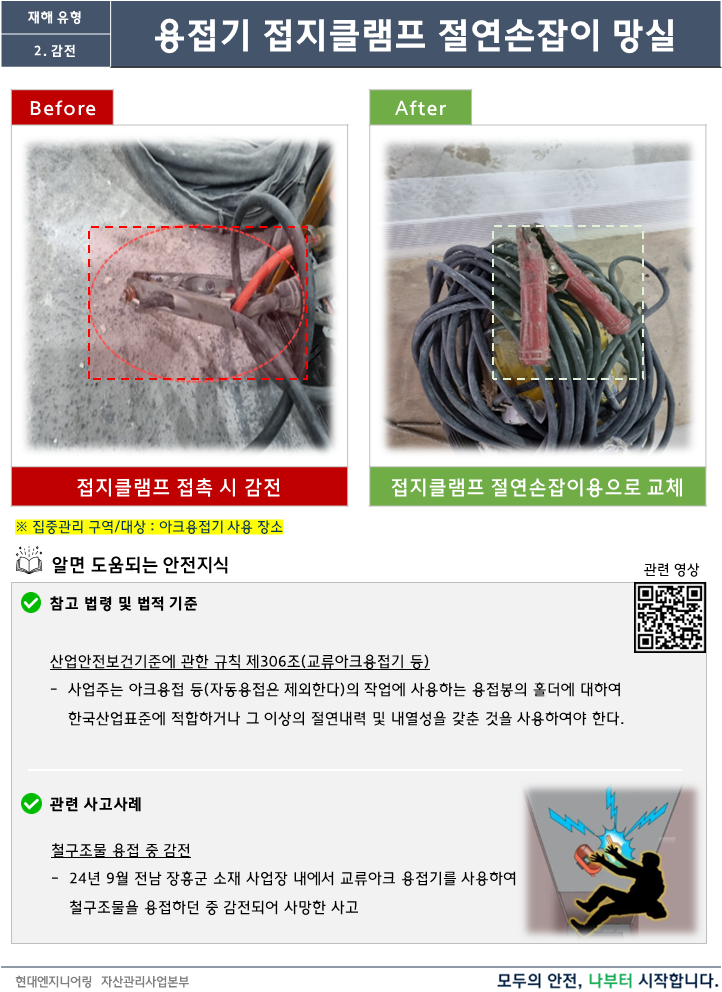 재해 유형
2. 감전
용접기 접지클램프 절연손잡이 망실
Before
After
접지클램프 접촉 시 감전
접지클램프 절연손잡이용으로 교체
※ 집중관리 구역/대상 : 아크용접기 사용 장소
알면 도움되는 안전지식
관련 영상
참고 법령 및 법적 기준
산업안전보건기준에 관한 규칙 제306조(교류아크용접기 등)
- 사업주는 아크용접 등(자동용접은 제외한다)의 작업에 사용하는 용접봉의 홀더에 대하여
한국산업표준에 적합하거나 그 이상의 절연내력 및 내열성을 갖춘 것을 사용하여야 한다.
관련 사고사례
철구조물 용접 중 감전
- 24년 9월 전남 장흥군 소재 사업장 내에서 교류아크 용접기를 사용하여
철구조물을 용접하던 중 감전되어 사망한 사고
현대엔지니어링 자산관리사업본부
모두의 안전, 나부터 시작합니다.